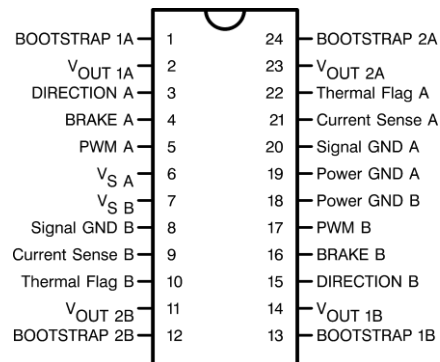 BOOTSTRAP 1A 1 24 BOOTSTRAP 2A
VOUT 1A 2 23 VOUT 2A
DIRECTION A 3 22 Thermal Flag A
BRAKE A 4 21 Current Sense A
PWM A 5 20 Signal GND A
VS A 6 19 Power GND A
VS B 7 18 Power GND B
Signal GND B 8 17 PWM B
Current Sense B 9 16 BRAKE B
Thermal Flag B 10 15 DIRECTION B
VOUT 2B 11 14 VOUT 1B
BOOTSTRAP 2B 12 13 BOOTSTRAP 1B